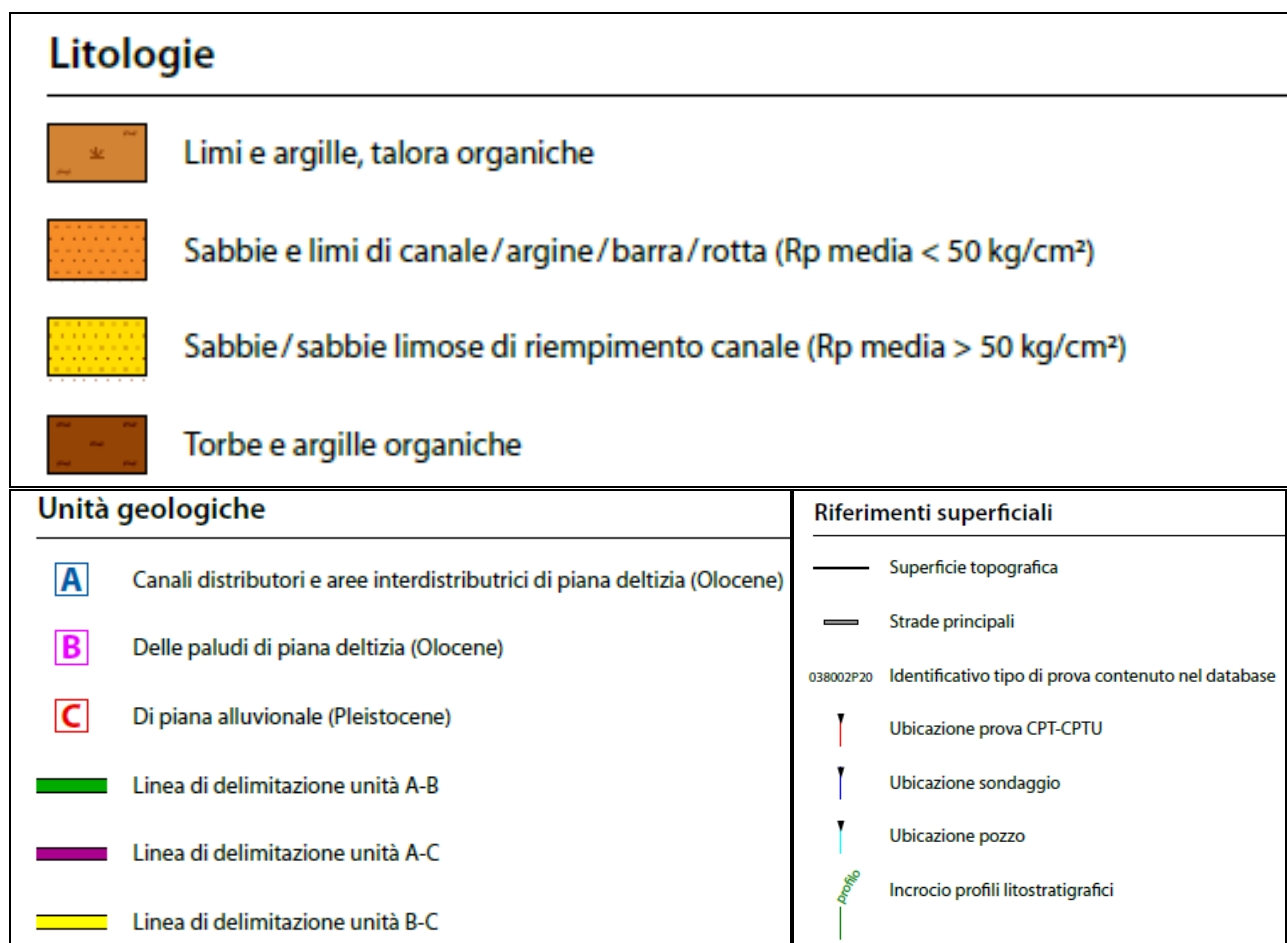 Litologie
Limi e argille, talora organiche
Sabbie e limi di canale/argine/barra/rotta (Rp media < 50 kg/cm²)
Sabbie/sabbie limose di riempimento canale (Rp media > 50 kg/cm²)
Torbe e argille organiche
Unità geologiche
A Canali distributori e aree interdistributrici di piana deltizia (Olocene)
B Delle paludi di piana deltizia (Olocene)
C Di piana alluvionale (Pleistocene)
Linea di delimitazione unità A-B
Linea di delimitazione unità A-C
Linea di delimitazione unità B-C
Riferimenti superficiali
Superficie topografica
Strade principali
038002P20 Identificativo tipo di prova contenuto nel database
Ubicazione prova CPT-CPTU
Ubicazione sondaggio
Ubicazione pozzo
profilo Incrocio profili litostratigrafici